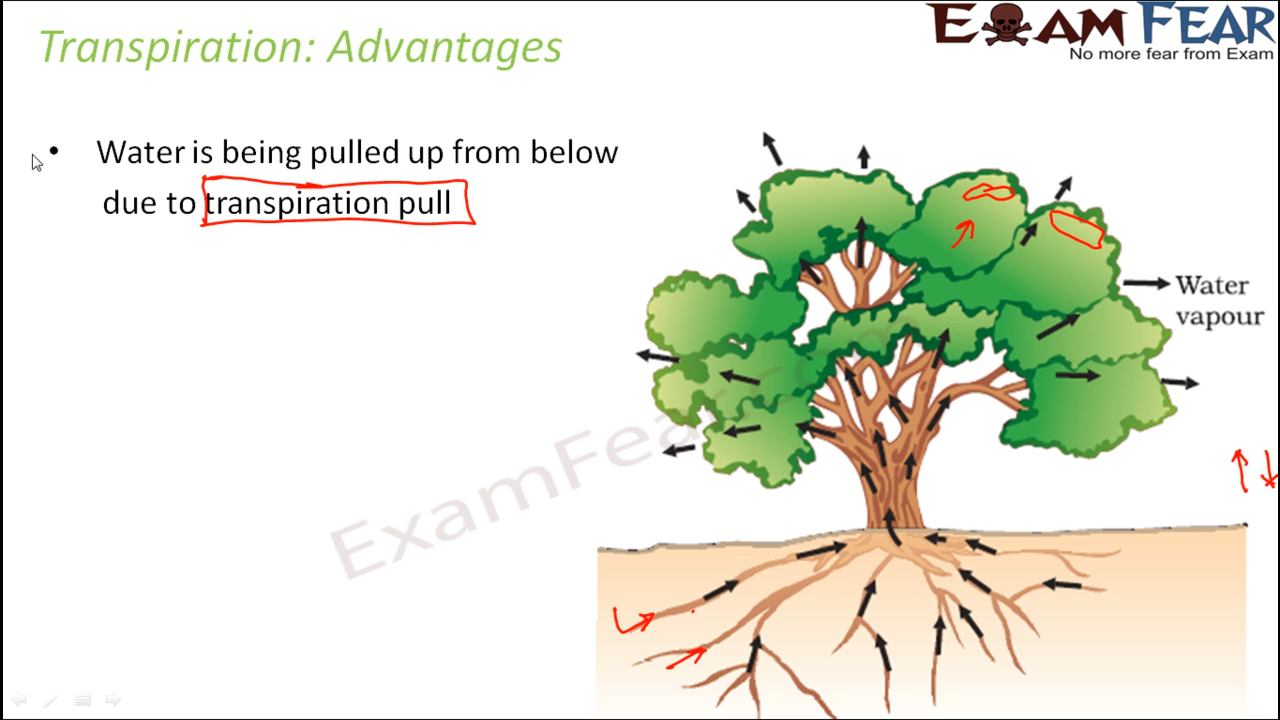 Transpiration: Advantages
EXAM FEAR
No more fear from Exam
• Water is being pulled up from below
due to transpiration pull
Water
vapour
ExamFear.com